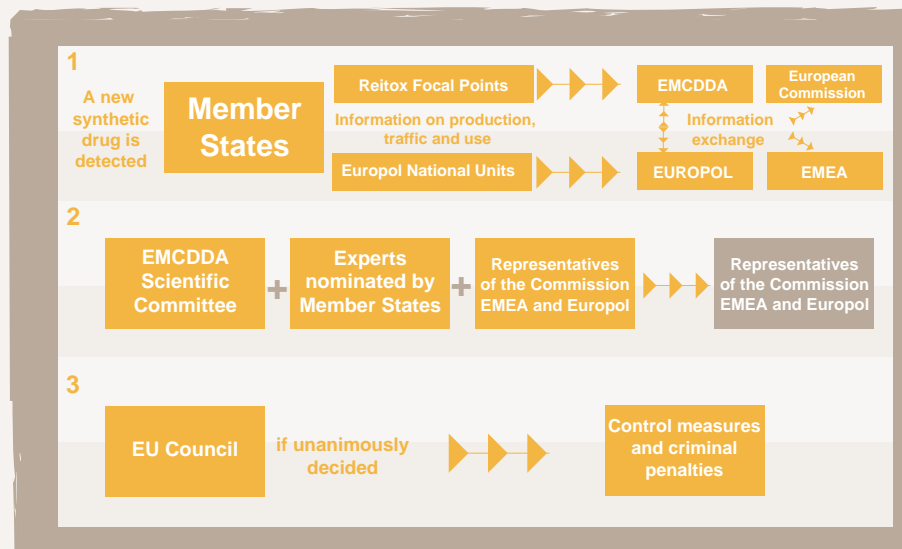 1
A new
synthetic
drug is
detected
Member
States
Reitox Focal Points
Information on production,
traffic and use
Europol National Units
EMCDDA
Information
exchange
EUROPOL
European
Commission
EMEA
2
EMCDDA
Scientific
Committee
+
Experts
nominated by
Member States
+
Representatives
of the Commission
EMEA and Europol
Representatives
of the Commission
EMEA and Europol
3
EU Council
if unanimously
decided
Control measures
and criminal
penalties